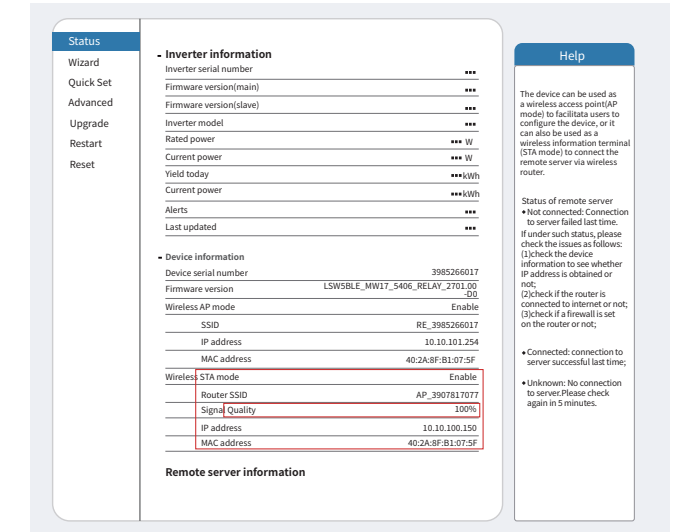 Status
Wizard
Quick Set
Advanced
Upgrade
Restart
Reset
- Inverter information
Inverter serial number ---
Firmware version(main) ---
Firmware version(slave) ---
Inverter model ---
Rated power --- W
Current power --- W
Yield today --- kWh
Current power --- kWh
Alerts ---
Last updated ---
- Device information
Device serial number 3985266017
Firmware version LSW5BLE_MW17_5406_RELAY_2701.00
-D0
Wireless AP mode Enable
SSID RE_3985266017
IP address 10.10.101.254
MAC address 40:2A:8F:B1:07:5F
Wireless STA mode Enable
Router SSID AP_3907817077
Signal Quality 100%
IP address 10.10.100.150
MAC address 40:2A:8F:B1:07:5F
Remote server information
Help
The device can be used as
a wireless access point(AP
mode) to facilitata users to
configure the device, or it
can also be used as a
wireless information terminal
(STA mode) to connect the
remote server via wireless
router.
Status of remote server
◆Not connected: Connection
to server failed last time.
If under such status, please
check the issues as follows:
(1)check the device
information to see whether
IP address is obtained or
not;
(2)check if the router is
connected to internet or not;
(3)check if a firewall is set
on the router or not;
◆Connected: connection to
server successful last time;
◆Unknown: No connection
to server.Please check
again in 5 minutes.